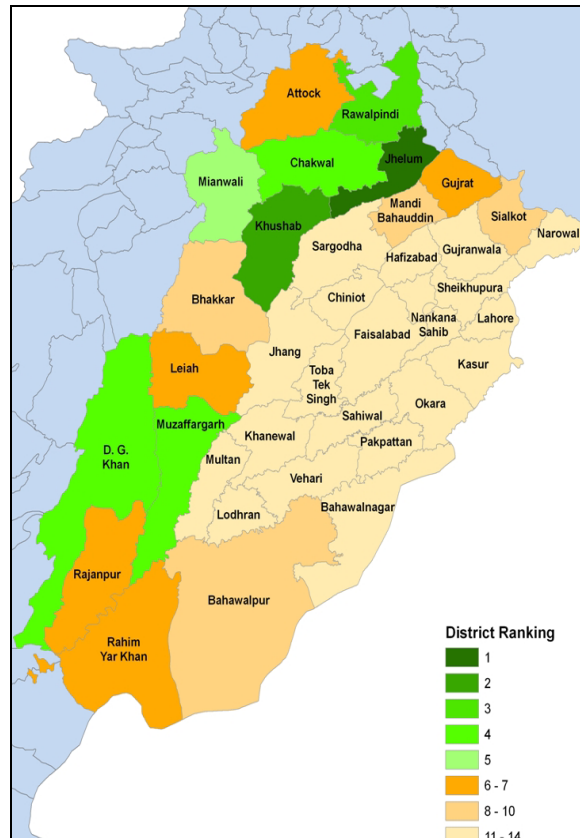 Attock
Rawalpindi
Chakwal
Jhelum
Mianwali
Gujrat
Mandi
Bahauddin
Sialkot
Khushab
Narowal
Sargodha
Gujranwala
Hafizabad
Bhakkar
Sheikhupura
Chiniot
Nankana
Sahib
Lahore
Faisalabad
Jhang
Kasur
Leiah
Toba
Tek
Singh
Okara
Muzaffargarh
Sahiwal
Khanewal
Pakpattan
D. G.
Khan
Multan
Vehari
Lodhran
Bahawalnagar
Rajanpur
Bahawalpur
Rahim
Yar Khan
District Ranking
1
2
3
4
5
6 - 7
8 - 10
11 - 14